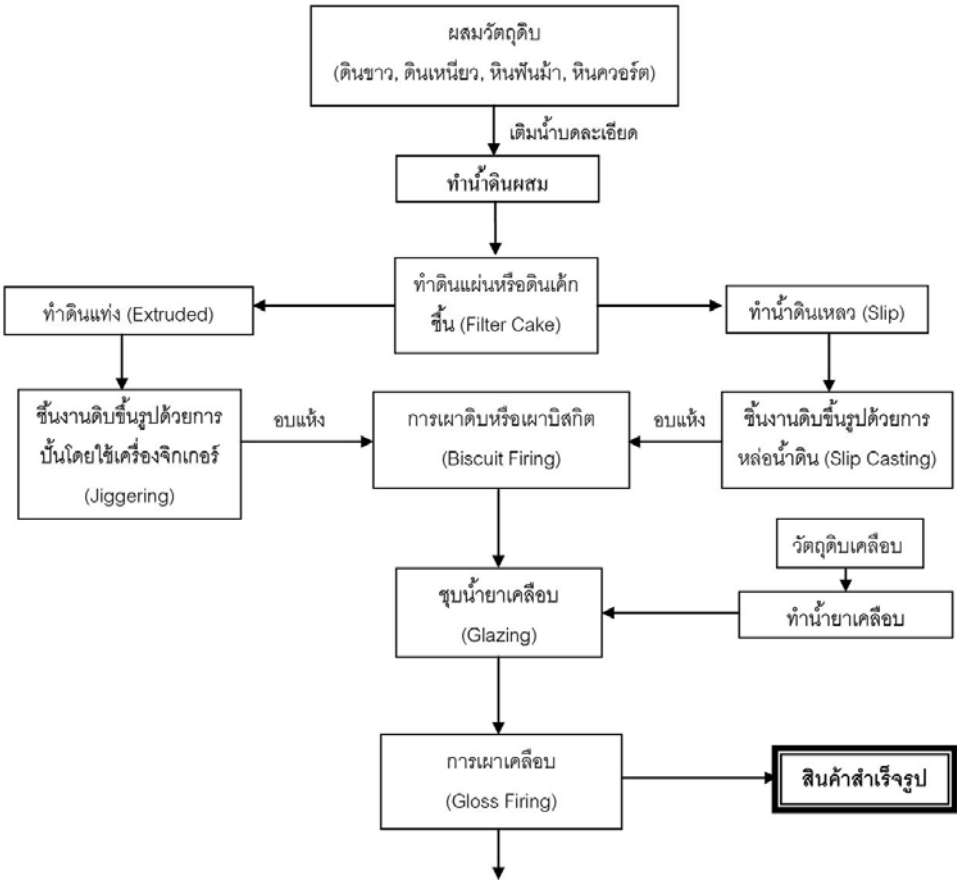 ผสมวัตถุดิบ
(ดินขาว, ดินเหนียว, หินฟันม้า, หินควอร์ต)
เติมน้ำบดละเอียด
ทำน้ำดินผสม
ทำดินแผ่นหรือดินเค้ก
ชื้น (Filter Cake)
ทำดินแท่ง (Extruded)
ทำน้ำดินเหลว (Slip)
ชิ้นงานดิบขึ้นรูปด้วยการ
ปั้นโดยใช้เครื่องจิกเกอร์
(Jiggering)
อบแห้ง
การเผาดิบหรือเผาบิสกิต
(Biscuit Firing)
อบแห้ง
ชิ้นงานดิบขึ้นรูปด้วยการ
หล่อน้ำดิน (Slip Casting)
วัตถุดิบเคลือบ
ชุบน้ำยาเคลือบ
(Glazing)
ทำน้ำยาเคลือบ
การเผาเคลือบ
(Gloss Firing)
สินค้าสำเร็จรูป